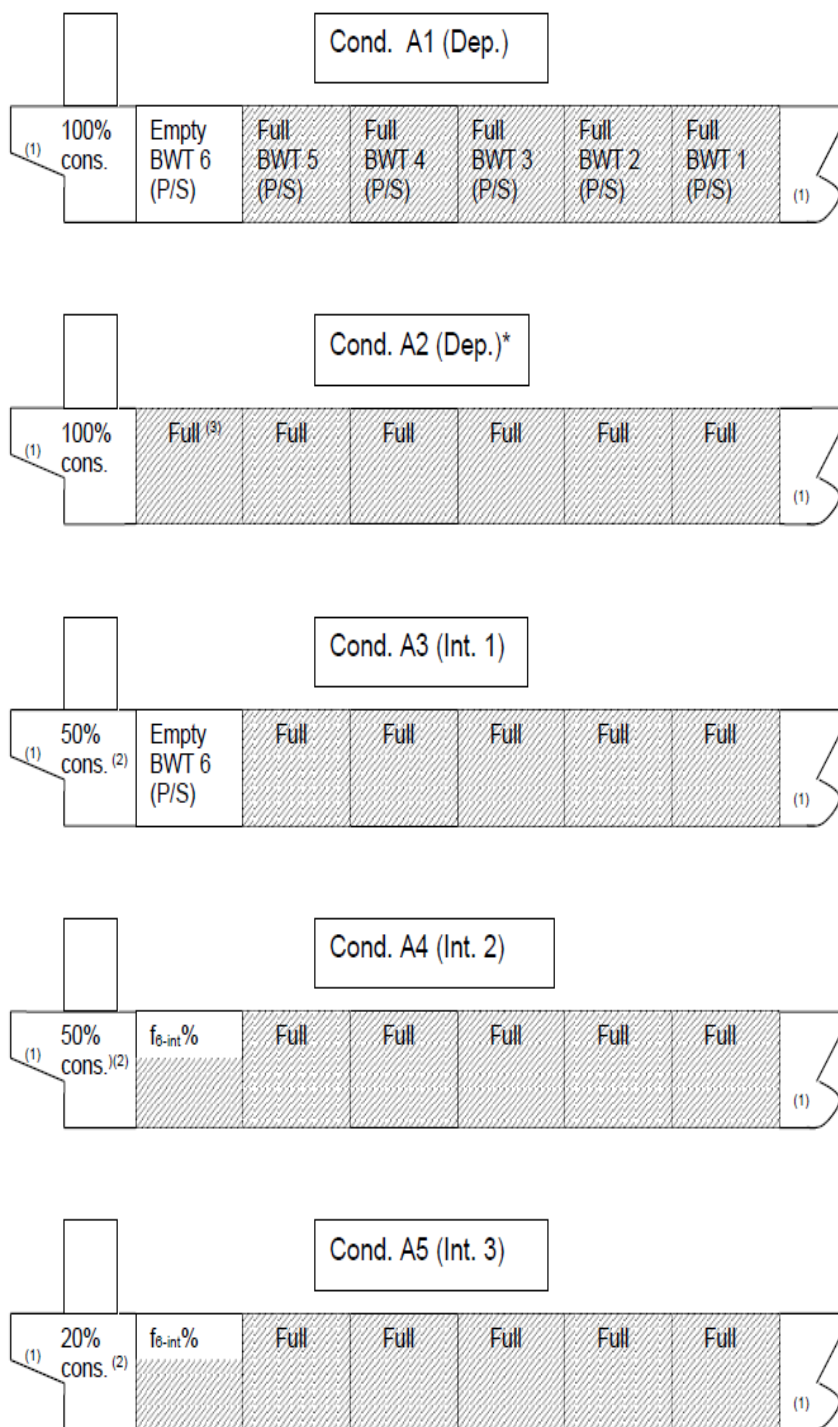 Cond. A1 (Dep.)
(1)
100%
cons.
Empty
BWT 6
(P/S)
Full
BWT 5
(P/S)
Full
BWT 4
(P/S)
Full
BWT 3
(P/S)
Full
BWT 2
(P/S)
Full
BWT 1
(P/S)
(1)
Cond. A2 (Dep.)*
(1)
100%
cons.
Full (3)
Full
Full
Full
Full
Full
(1)
Cond. A3 (Int. 1)
(1)
50%
cons. (2)
Empty
BWT 6
(P/S)
Full
Full
Full
Full
Full
(1)
Cond. A4 (Int. 2)
(1)
50%
cons.)(2)
f6-int%
Full
Full
Full
Full
Full
(1)
Cond. A5 (Int. 3)
(1)
20%
cons. (2)
f6-int%
Full
Full
Full
Full
Full
(1)